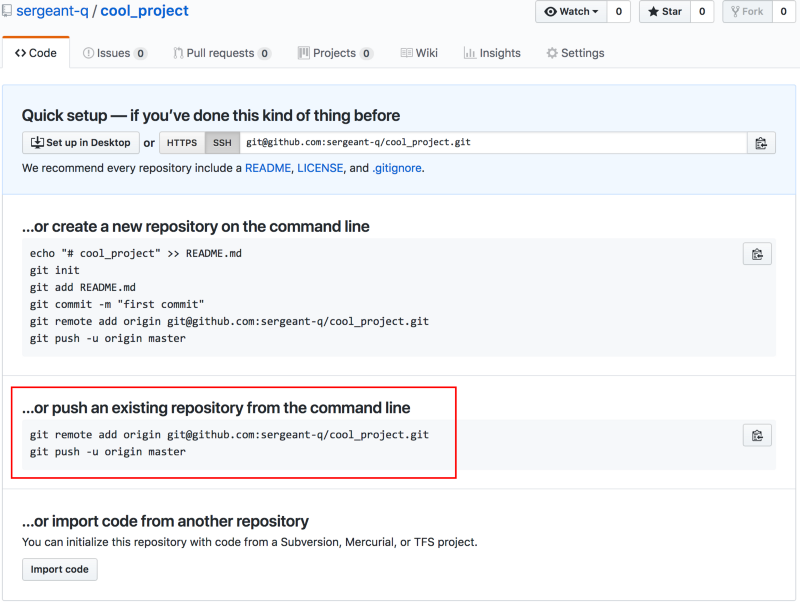 sergeant-q / cool_project
Watch 0 Star 0 Fork 0
Code Issues 0 Pull requests 0 Projects 0 Wiki Insights Settings
Quick setup — if you’ve done this kind of thing before
Set up in Desktop or HTTPS SSH git@github.com:sergeant-q/cool_project.git
We recommend every repository include a README, LICENSE, and .gitignore.
…or create a new repository on the command line
echo "# cool_project" >> README.md
git init
git add README.md
git commit -m "first commit"
git remote add origin git@github.com:sergeant-q/cool_project.git
git push -u origin master
…or push an existing repository from the command line
git remote add origin git@github.com:sergeant-q/cool_project.git
git push -u origin master
…or import code from another repository
You can initialize this repository with code from a Subversion, Mercurial, or TFS project.
Import code